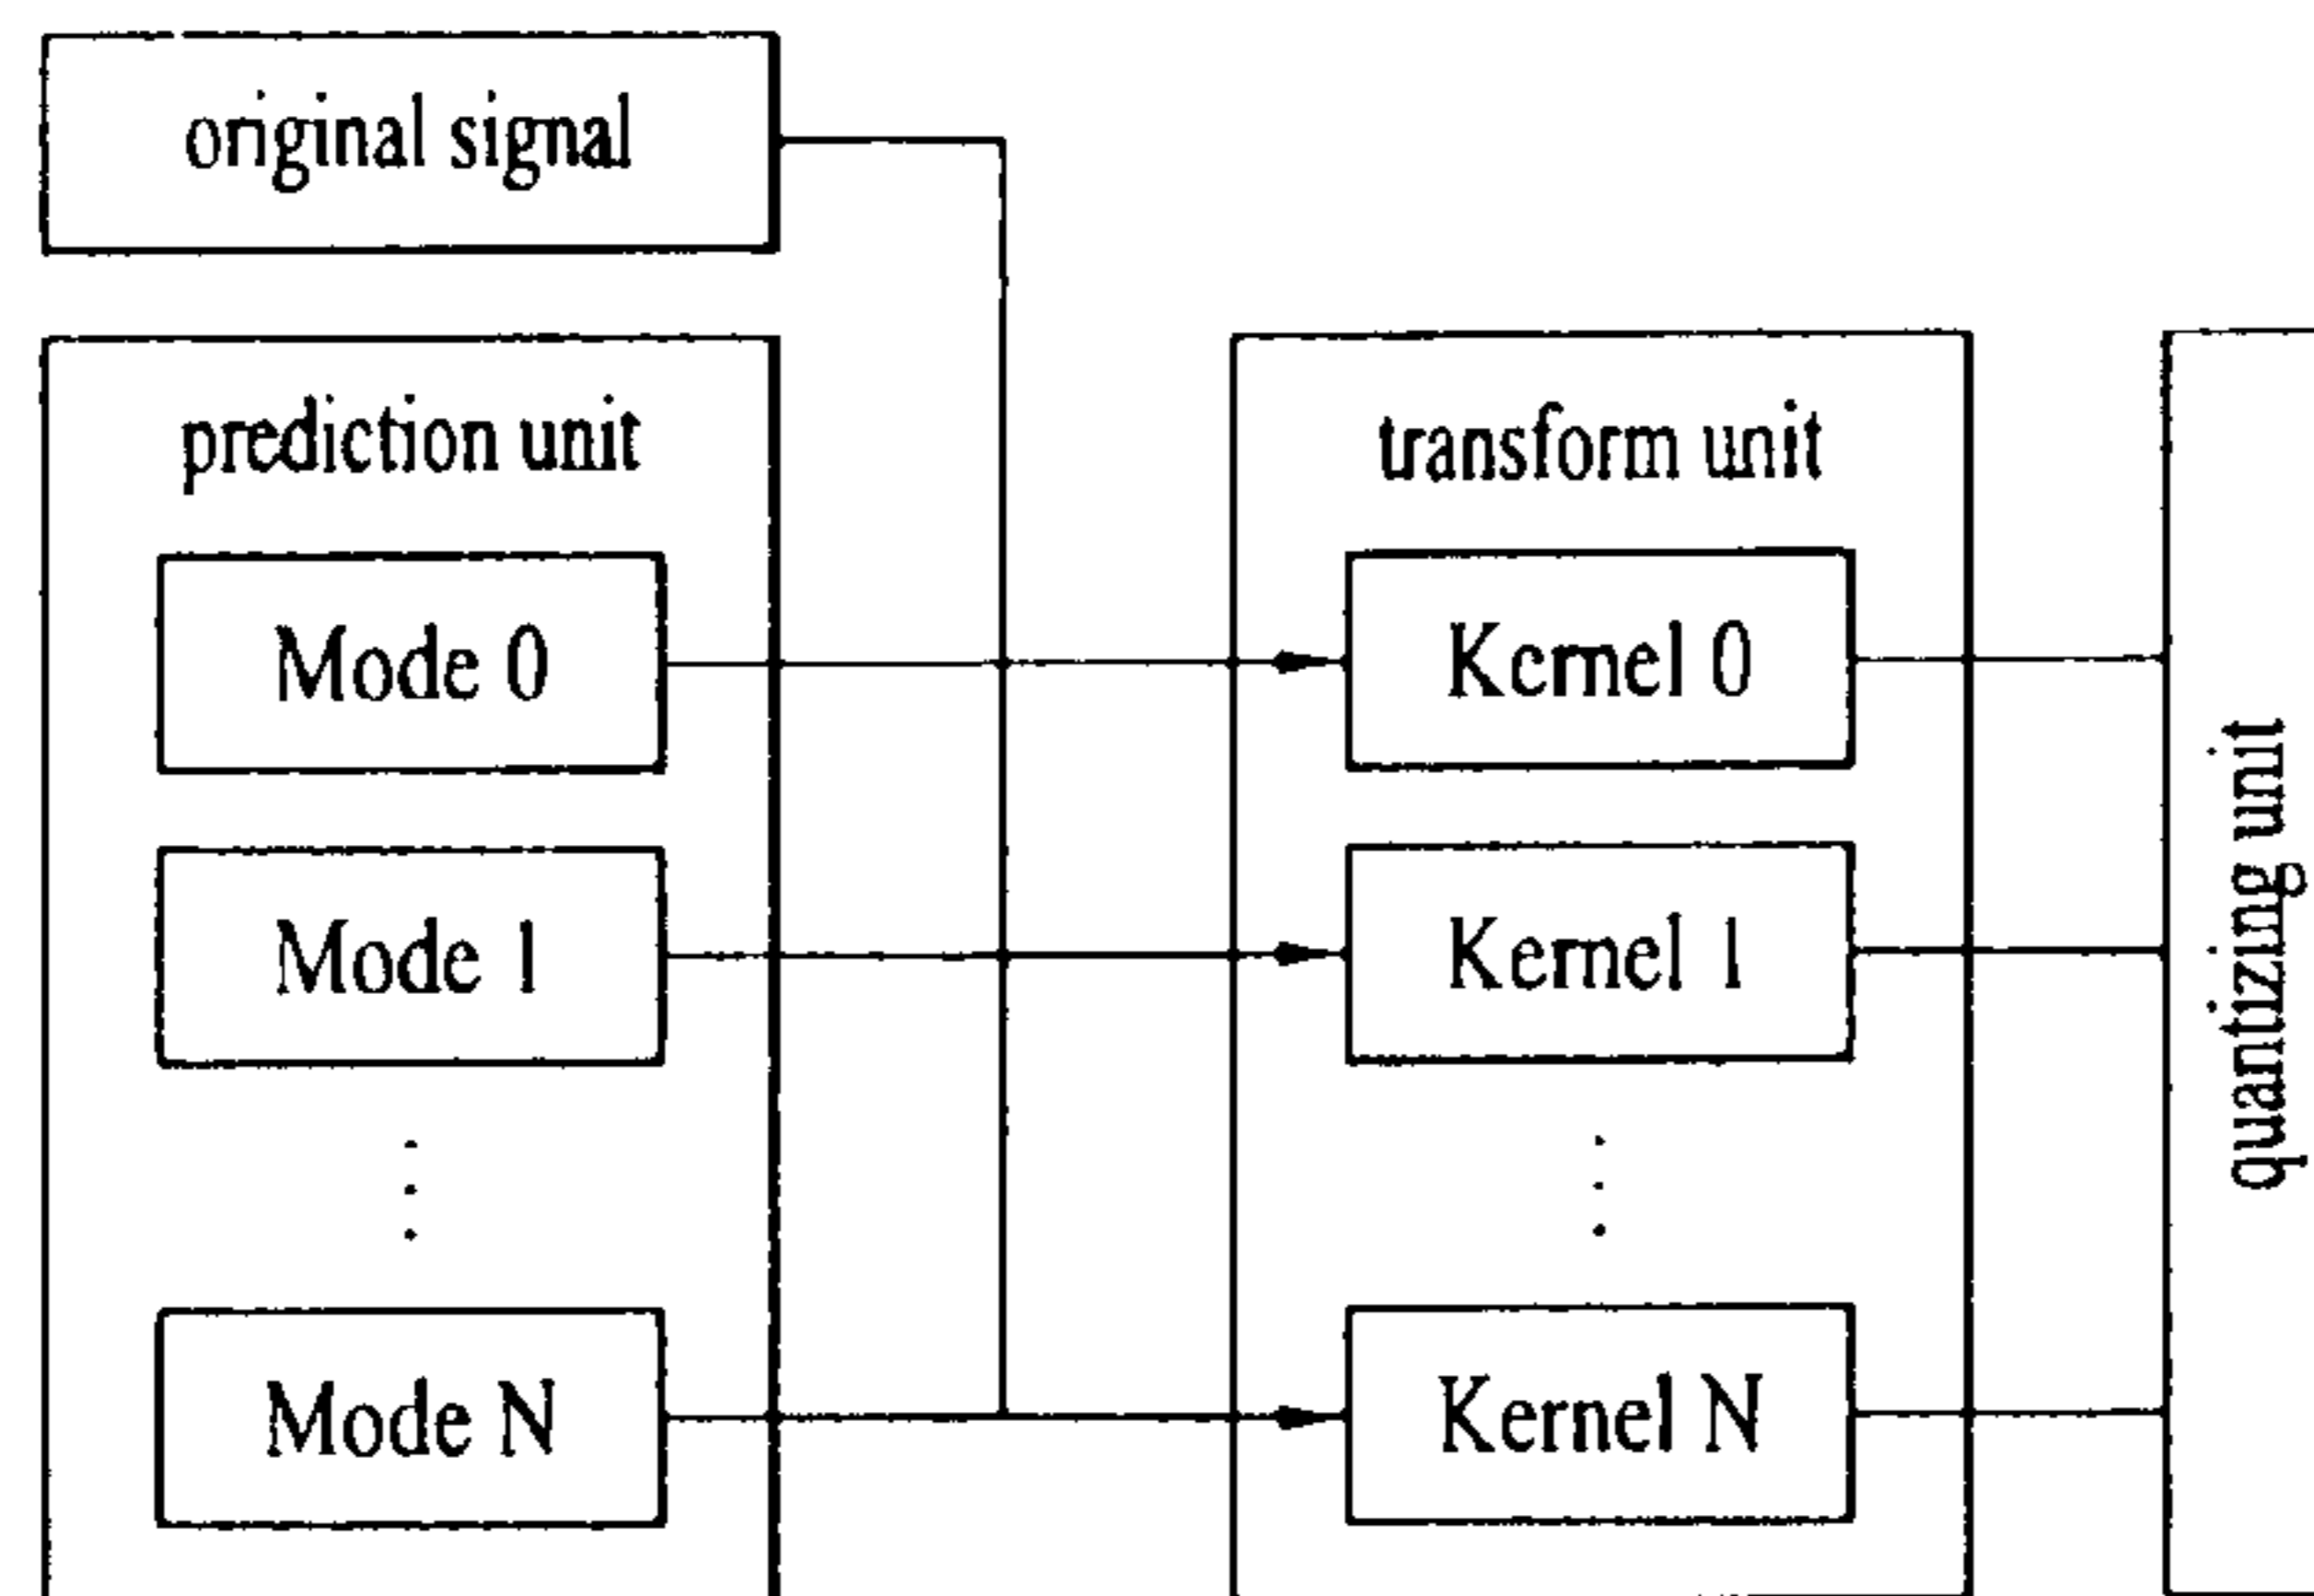 original signal
prediction unit
Mode 0
Mode 1
Mode N
transform unit
Kernel 0
Kernel 1
Kernel N
quantizing unit